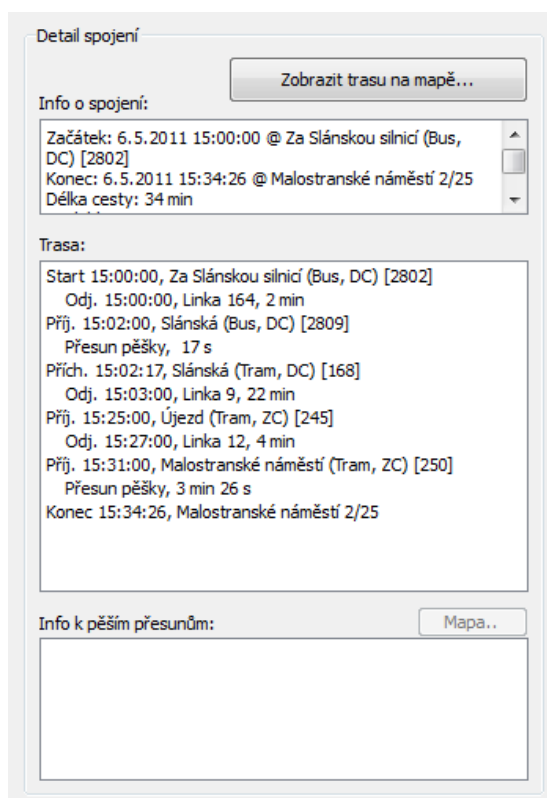 Detail spojení
Zobrazit trasu na mapě...
Info o spojení:
Začátek: 6.5.2011 15:00:00 @ Za Slánskou silnicí (Bus,
DC) [2802]
Konec: 6.5.2011 15:34:26 @ Malostranské náměstí 2/25
Délka cesty: 34 min
Trasa:
Start 15:00:00, Za Slánskou silnicí (Bus, DC) [2802]
Odj. 15:00:00, Linka 164, 2 min
Příj. 15:02:00, Slánská (Bus, DC) [2809]
Přesun pěšky, 17 s
Přích. 15:02:17, Slánská (Tram, DC) [168]
Odj. 15:03:00, Linka 9, 22 min
Příj. 15:25:00, Újezd (Tram, ZC) [245]
Odj. 15:27:00, Linka 12, 4 min
Příj. 15:31:00, Malostranské náměstí (Tram, ZC) [250]
Přesun pěšky, 3 min 26 s
Konec 15:34:26, Malostranské náměstí 2/25
Info k pěším přesunům:
Mapa..